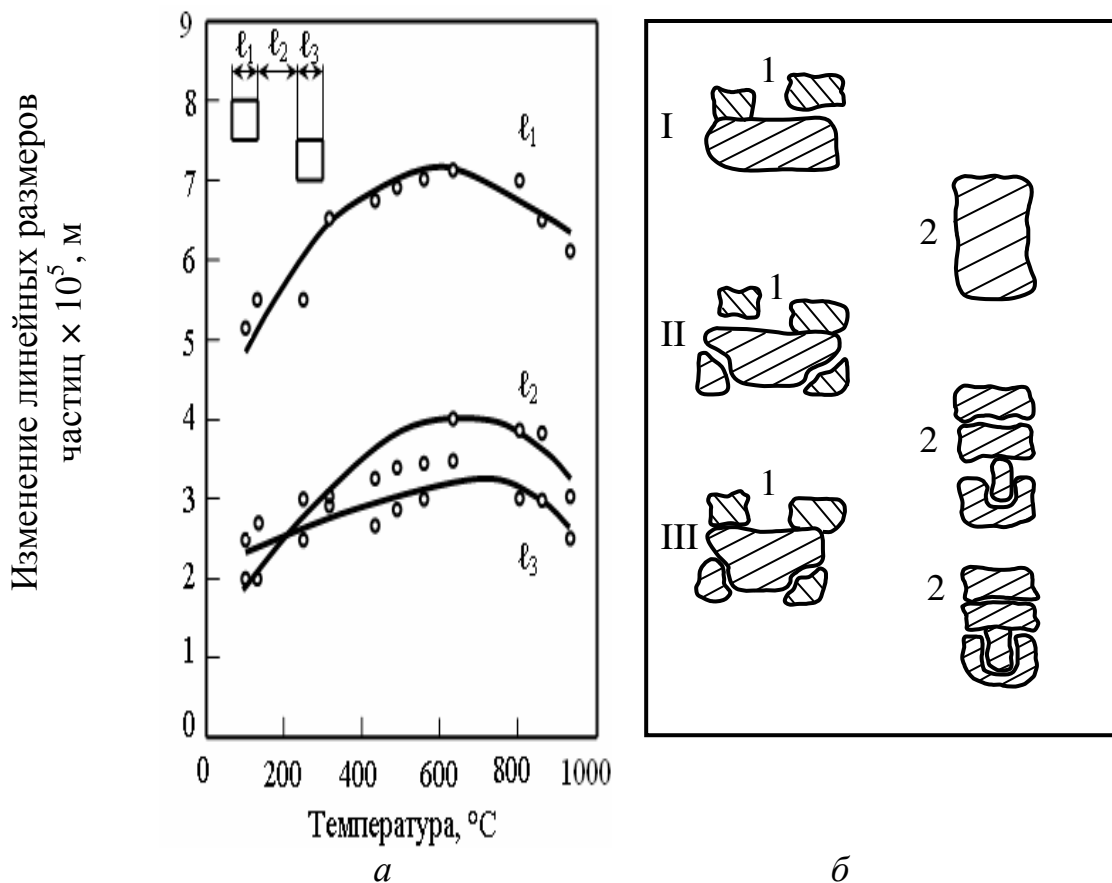 Изменение линейных размеров
частиц × 10⁵, м
9
8
7
6
5
4
3
2
1
0
ℓ₁ ℓ₂ ℓ₃
ℓ₁
ℓ₂
ℓ₃
0 200 400 600 800 1000
Температура, °C
а
I
1
2
II
1
2
III
1
2
б